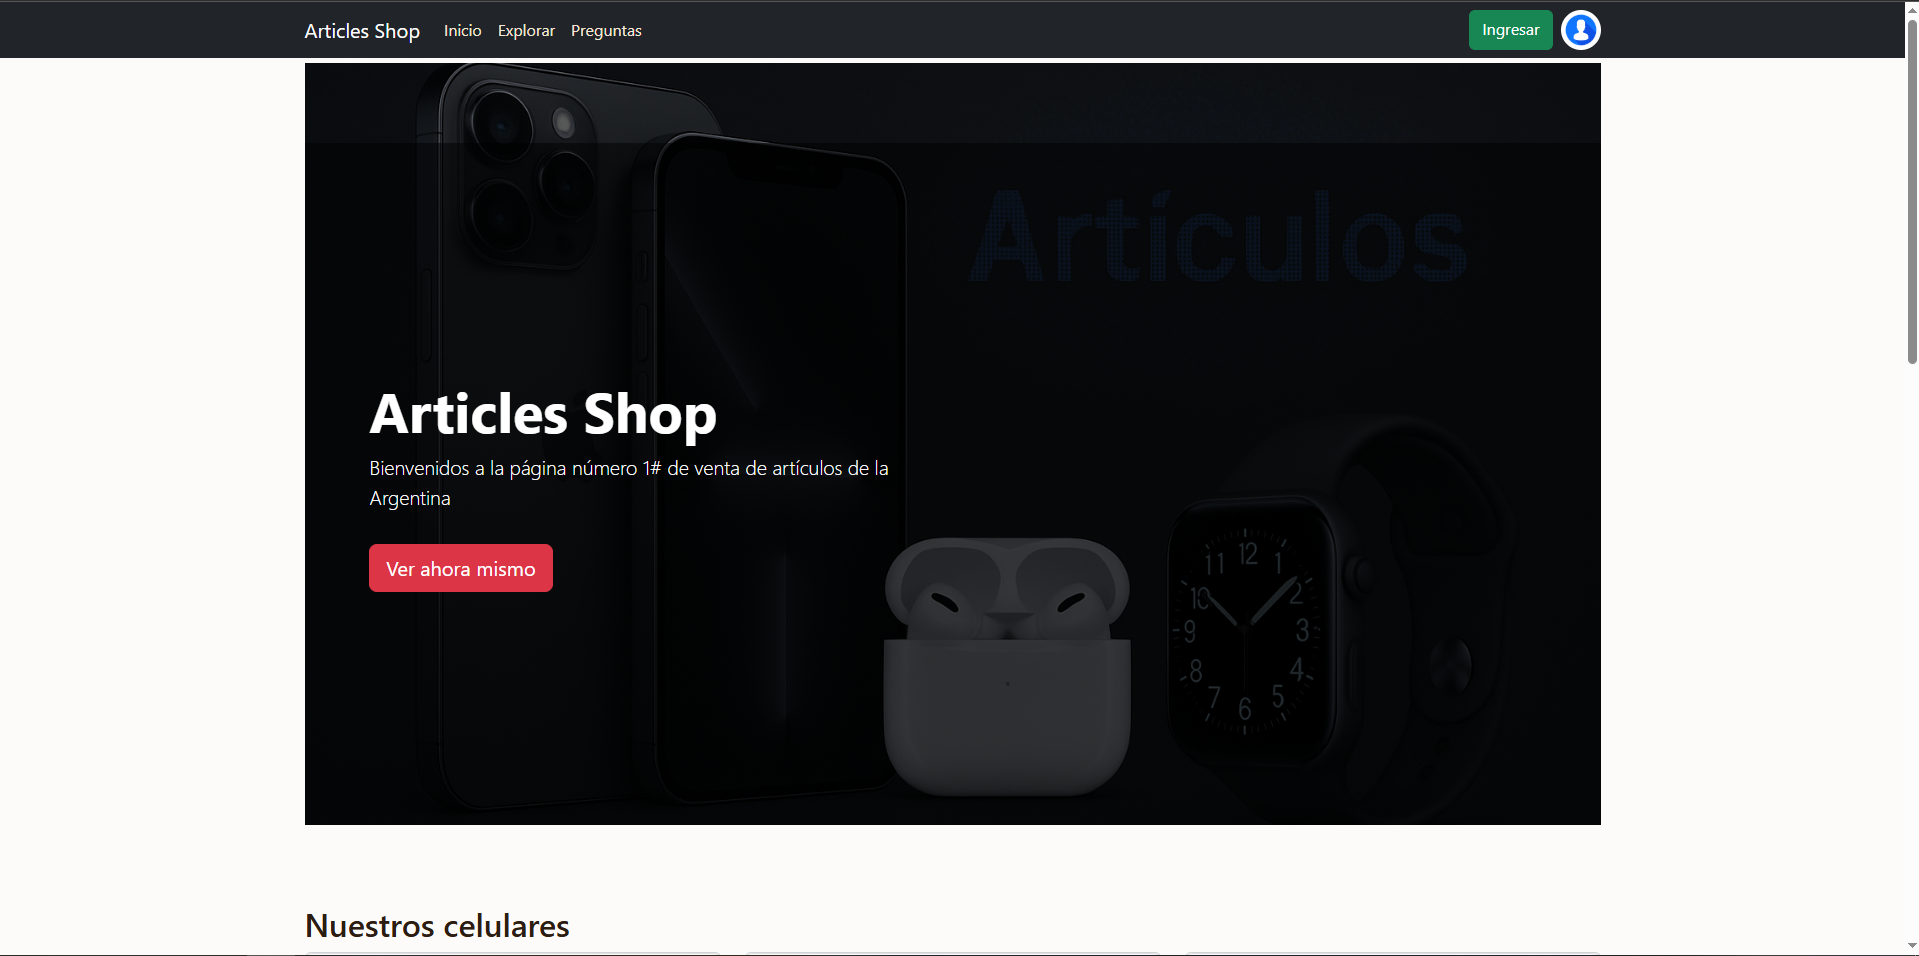 Articles Shop Inicio Explorar Preguntas Ingresar
Artículos
Articles Shop
Bienvenidos a la página número 1# de venta de artículos de la
Argentina
Ver ahora mismo
12
11 1
10 2
9 3
8 4
7 5
6
Nuestros celulares